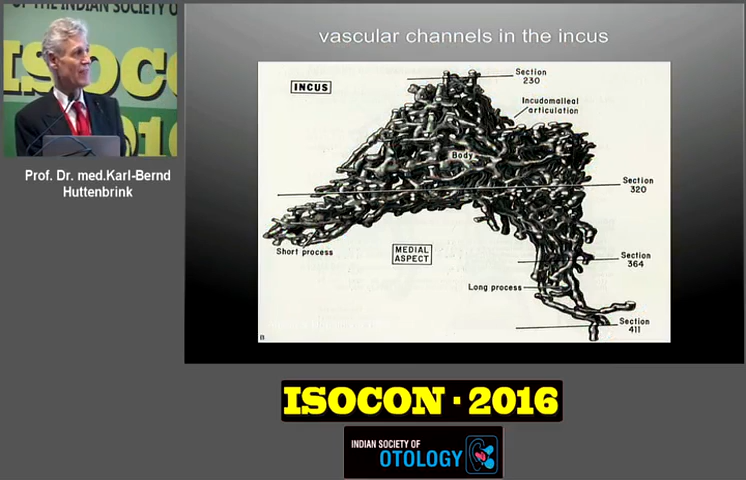 OF THE INDIAN SOCIETY O
ISOC
016
Prof. Dr. med.Karl-Bernd
Huttenbrink
vascular channels in the incus
INCUS
Section
230
Incudomalleal
articulation
Body
Section
320
Short process
MEDIAL
ASPECT
Section
364
Long process
Section
411
B
ISOCON · 2016
INDIAN SOCIETY OF
OTOLOGY